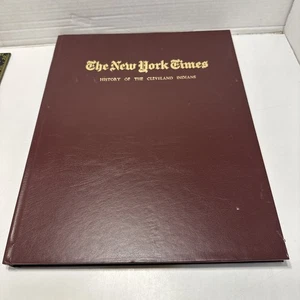 The New York Times
HISTORY OF THE CLEVELAND INDIANS